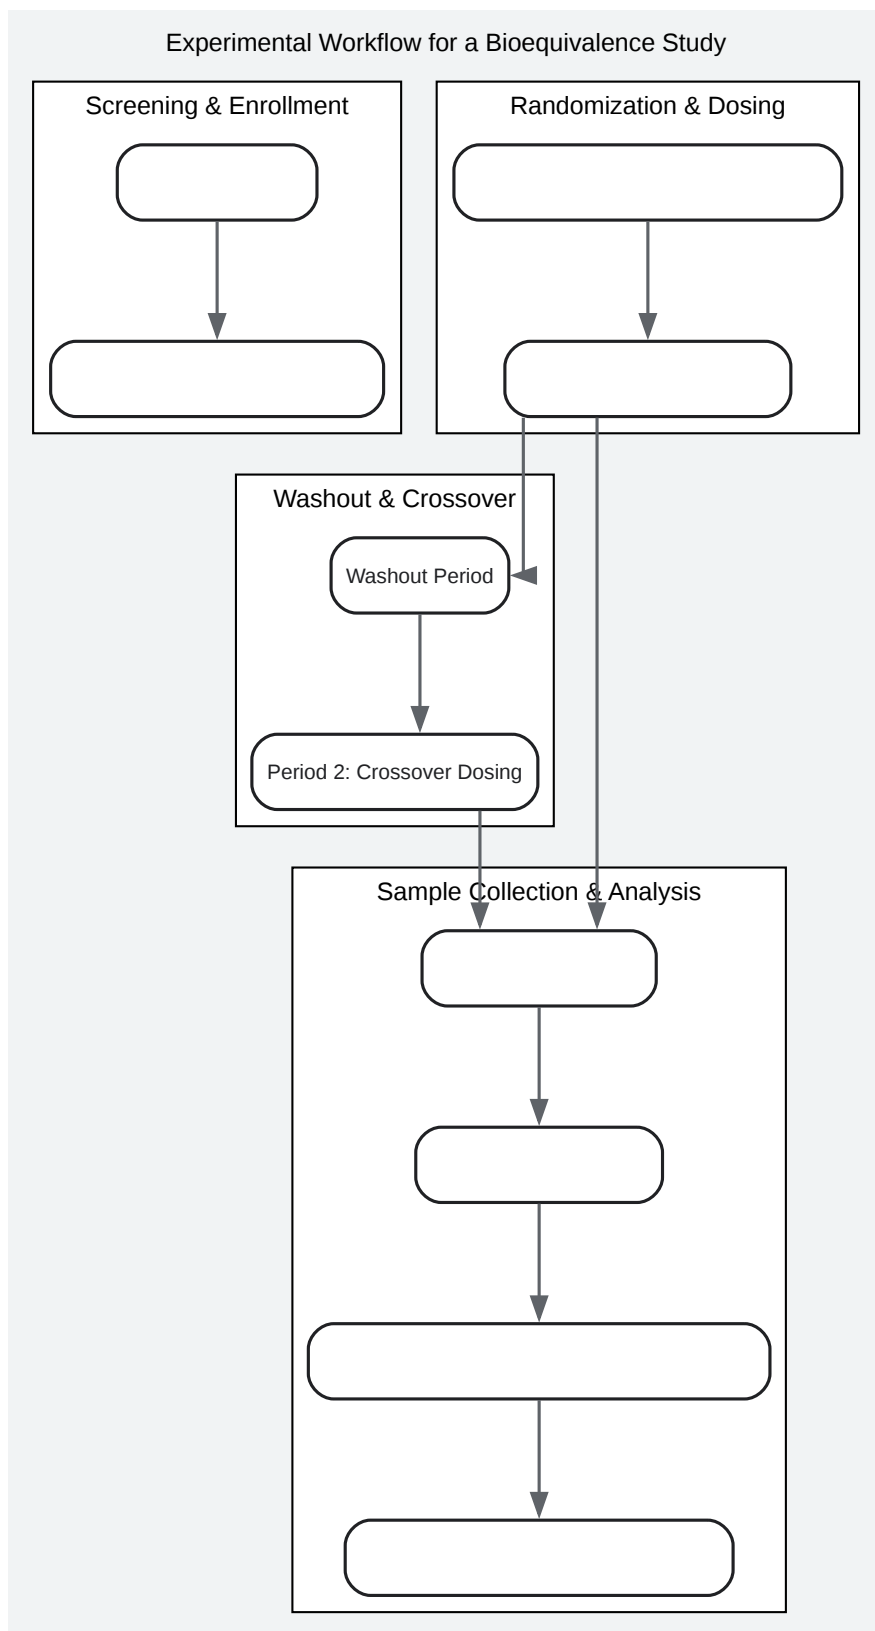 Experimental Workflow for a Bioequivalence Study
Screening & Enrollment
Randomization & Dosing
Washout & Crossover
Washout Period
Period 2: Crossover Dosing
Sample Collection & Analysis